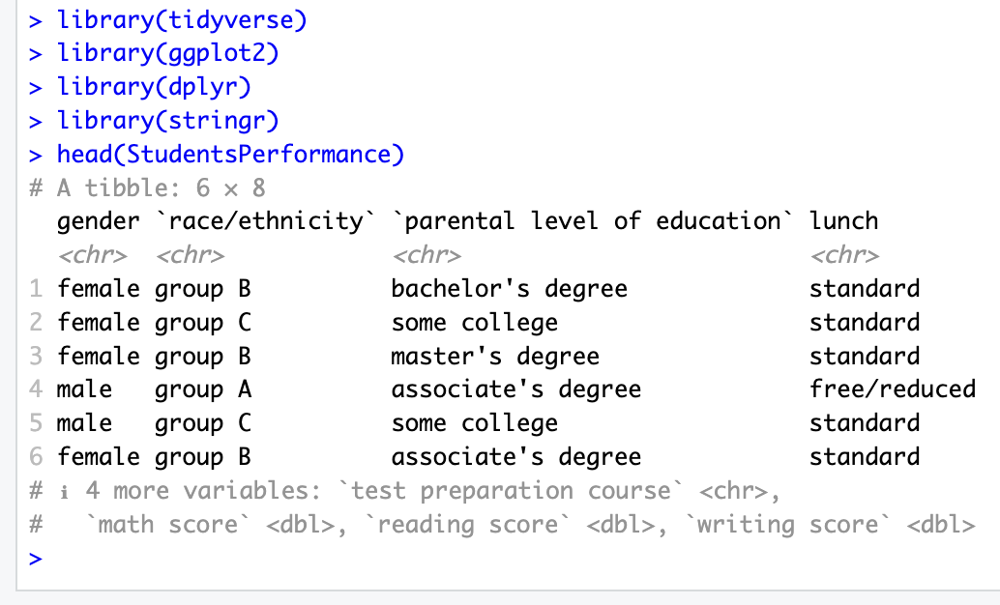 > library(tidyverse)
> library(ggplot2)
> library(dplyr)
> library(stringr)
> head(StudentsPerformance)
# A tibble: 6 × 8
  gender `race/ethnicity` `parental level of education` lunch
  <chr>  <chr>            <chr>                         <chr>
1 female group B          bachelor's degree             standard
2 female group C          some college                  standard
3 female group B          master's degree               standard
4 male   group A          associate's degree            free/reduced
5 male   group C          some college                  standard
6 female group B          associate's degree            standard
# ℹ 4 more variables: `test preparation course` <chr>,
#   `math score` <dbl>, `reading score` <dbl>, `writing score` <dbl>
>